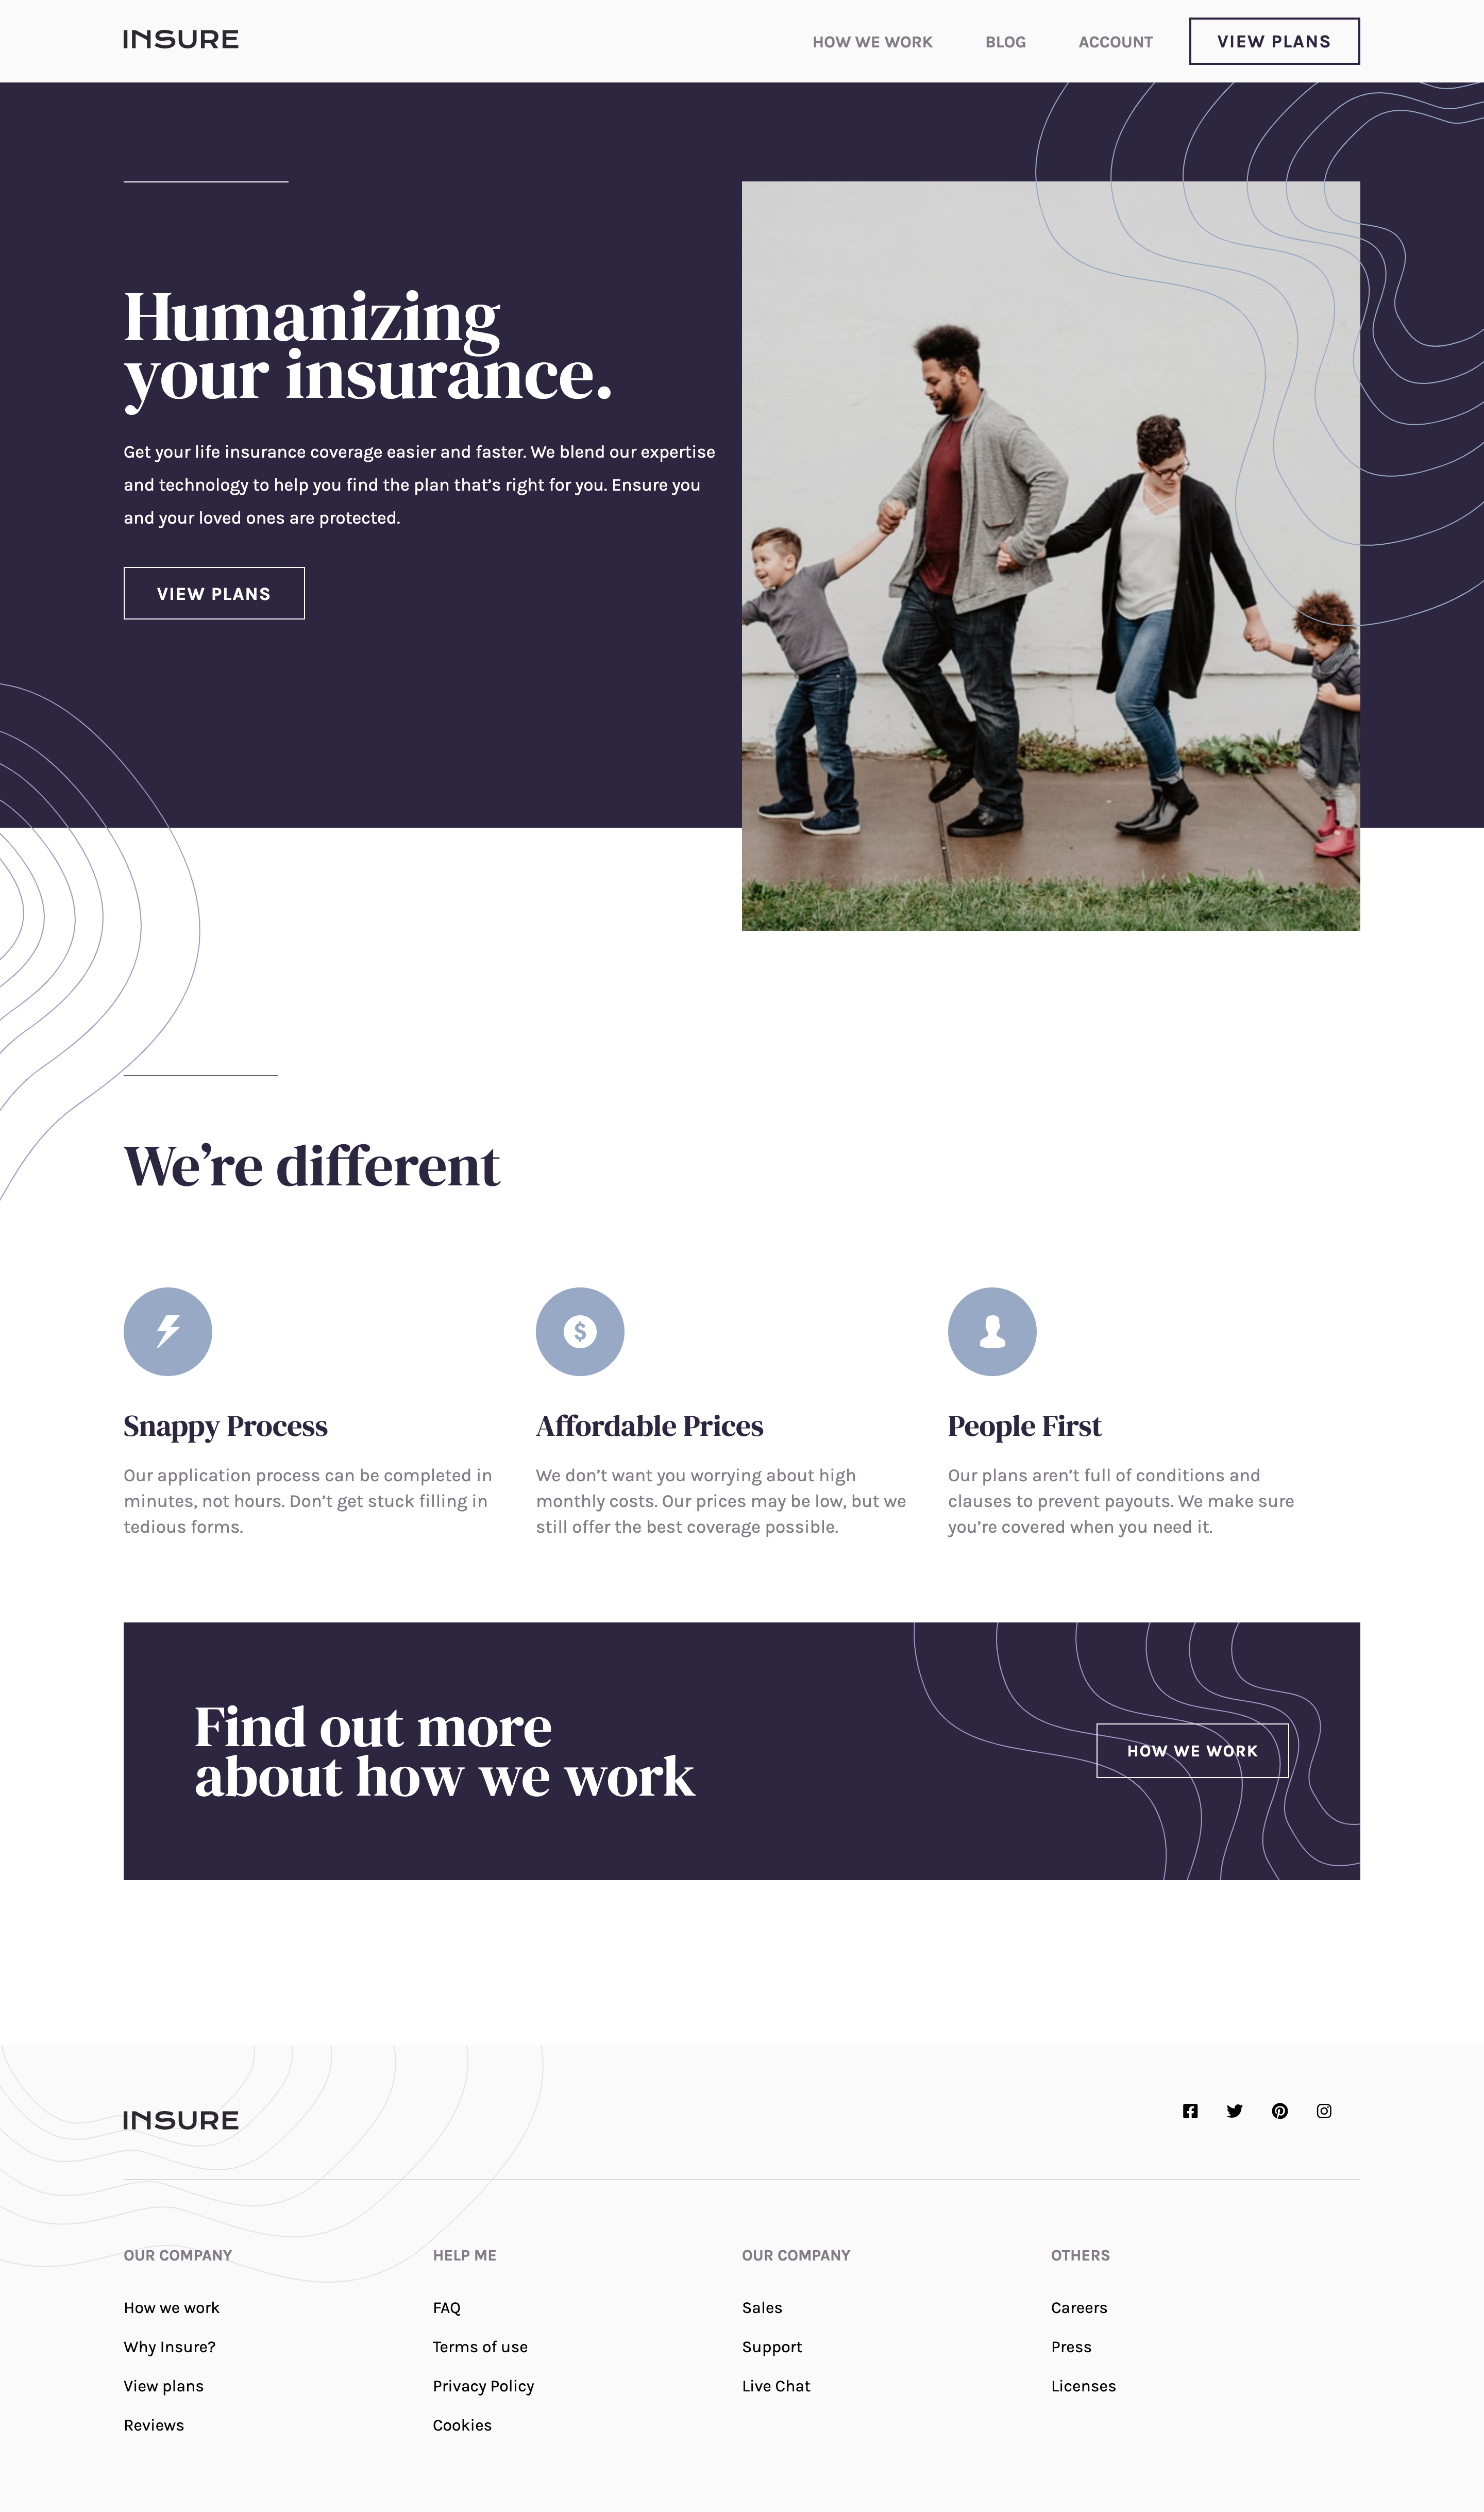 INSURE
HOW WE WORK
BLOG
ACCOUNT
VIEW PLANS
Humanizing
your insurance.
Get your life insurance coverage easier and faster. We blend our expertise
and technology to help you find the plan that’s right for you. Ensure you
and your loved ones are protected.
VIEW PLANS
We’re different
Snappy Process
Our application process can be completed in
minutes, not hours. Don’t get stuck filling in
tedious forms.
Affordable Prices
We don’t want you worrying about high
monthly costs. Our prices may be low, but we
still offer the best coverage possible.
People First
Our plans aren’t full of conditions and
clauses to prevent payouts. We make sure
you’re covered when you need it.
Find out more
about how we work
HOW WE WORK
INSURE
OUR COMPANY
How we work
Why Insure?
View plans
Reviews
HELP ME
FAQ
Terms of use
Privacy Policy
Cookies
OUR COMPANY
Sales
Support
Live Chat
OTHERS
Careers
Press
Licenses